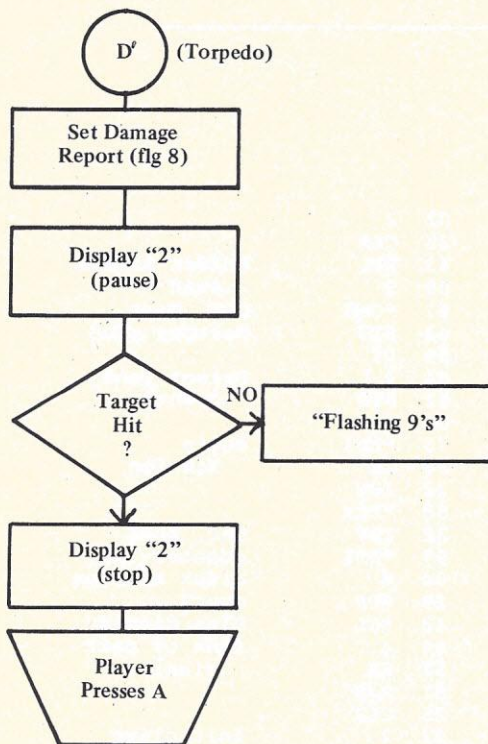 D' (Torpedo)
Set Damage
Report (flg 8)
Display “2”
(pause)
Target
Hit
?
NO
“Flashing 9's”
Display “2”
(stop)
Player
Presses A